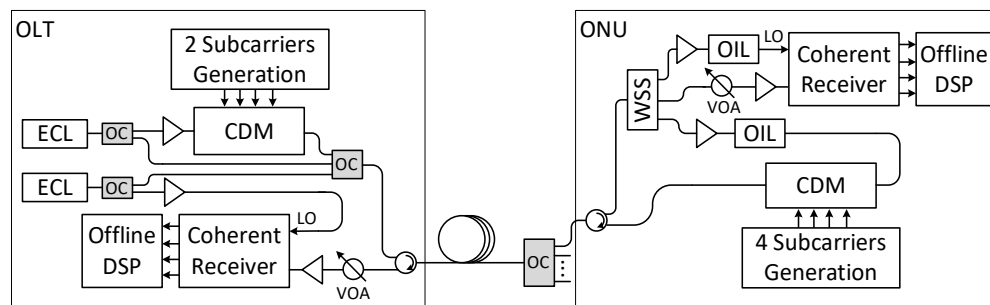 OLT
2 Subcarriers
Generation
ECL
OC
CDM
OC
ECL
OC
LO
Offline
DSP
Coherent
Receiver
VOA
OC
ONU
WSS
OIL
LO
VOA
Coherent
Receiver
Offline
DSP
OIL
CDM
4 Subcarriers
Generation